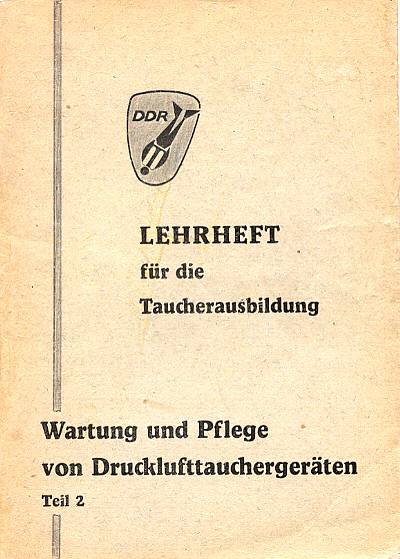 DDR
LEHRHEFT
für die
Taucherausbildung
Wartung und Pflege
von Drucklufttauchergeräten
Teil 2